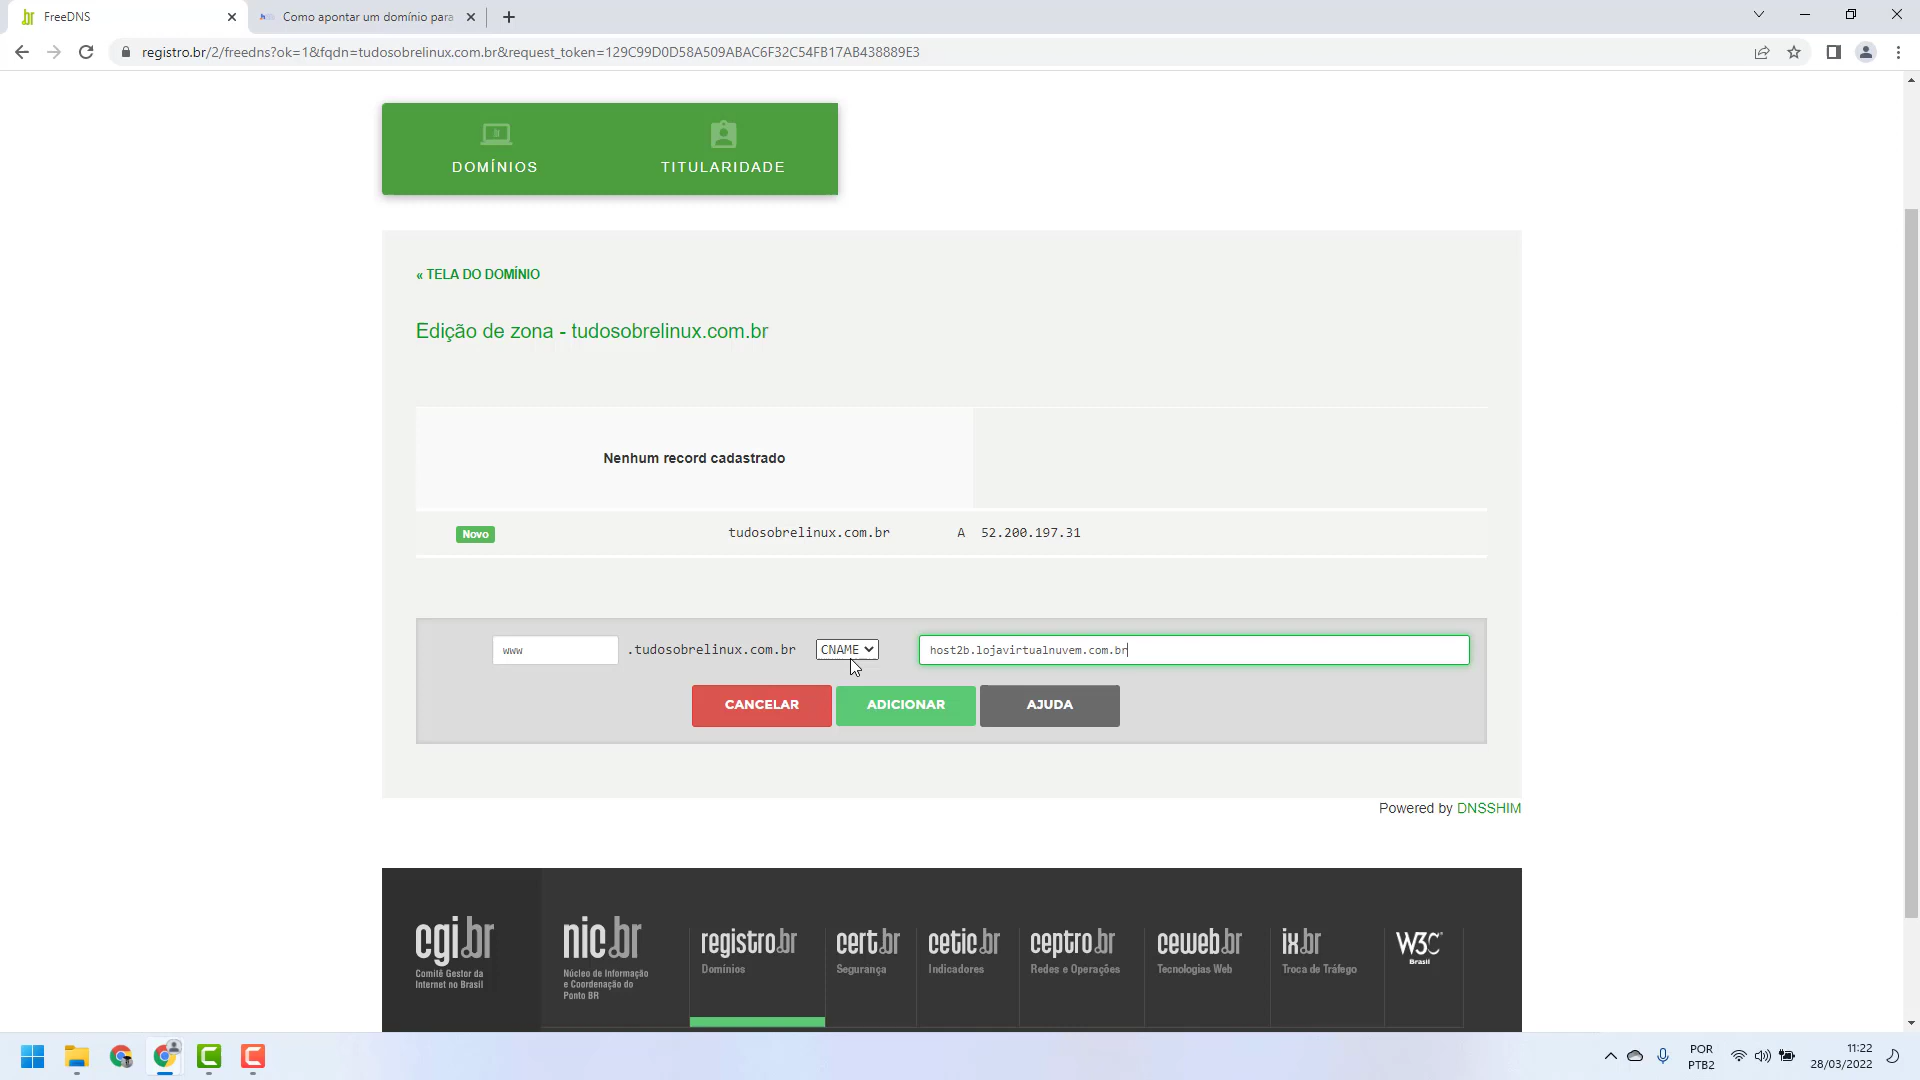 FreeDNS
Como apontar um domínio para
registro.br/2/freedns?ok=1&fqdn=tudosobrelinux.com.br&request_token=129C99D0D58A509ABAC6F32C54FB17AB438889E3
DOMÍNIOS
TITULARIDADE
« TELA DO DOMÍNIO
Edição de zona - tudosobrelinux.com.br
Nenhum record cadastrado
Novo tudosobrelinux.com.br A 52.200.197.31
www .tudosobrelinux.com.br CNAME host2b.lojavirtualnuvem.com.br
CANCELAR ADICIONAR AJUDA
Powered by DNSSHIM
cgi.br
Comitê Gestor da
Internet no Brasil
nic.br
Núcleo de Informação
e Coordenação do
Ponto BR
registro.br
Domínios
cert.br
Segurança
cetic.br
Indicadores
ceptro.br
Redes e Operações
ceweb.br
Tecnologias Web
ix.br
Troca de Tráfego
W3C
Brasil
POR
PTB2
11:22
28/03/2022